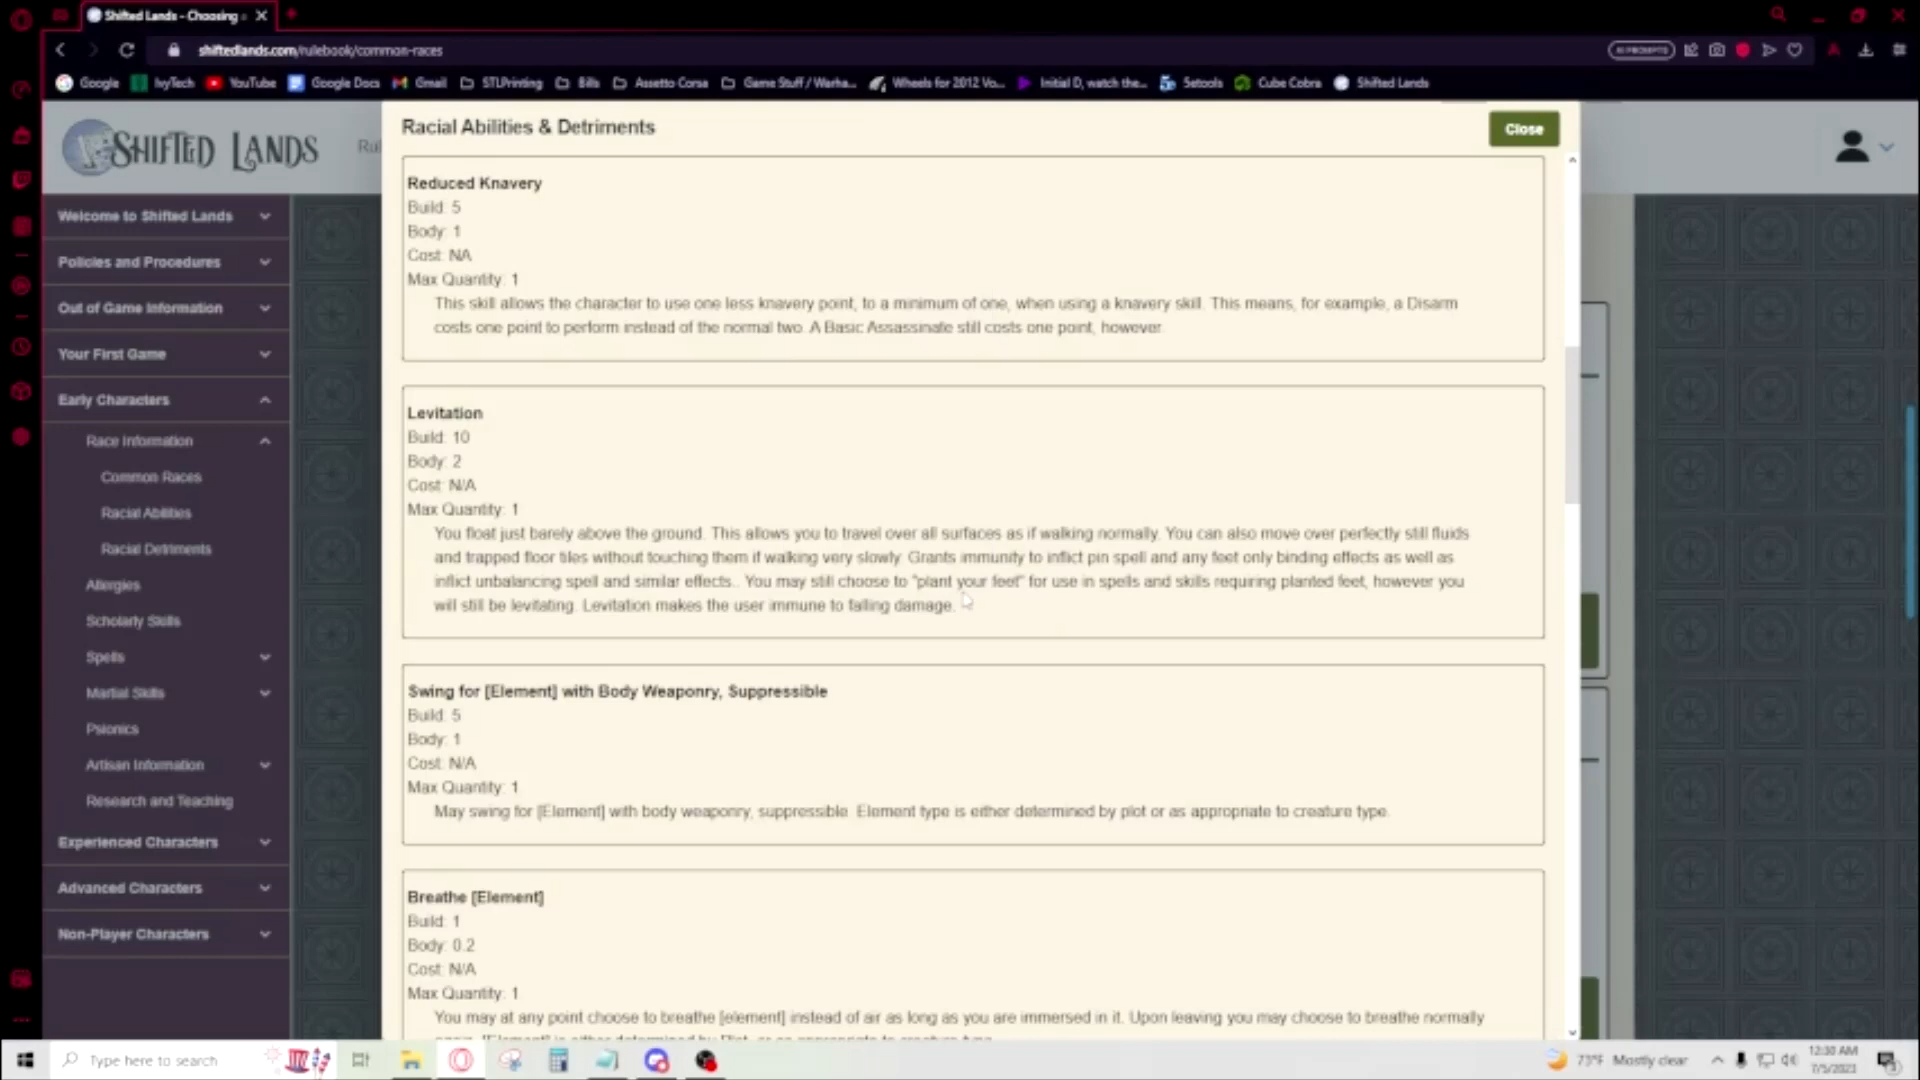 Shifted Lands - Choosing a
shiftedlands.com/rulebook/common-races
AI PROMPTS
Google IvyTech YouTube Google Docs Gmail STLPrinting Bills Assetto Corsa Game Stuff / Warha... Wheels for 2012 Vo... Initial D, watch the... 5etools Cube Cobra Shifted Lands
SHIFTED LANDS
Rul
Racial Abilities & Detriments
Close
Welcome to Shifted Lands
Policies and Procedures
Out of Game Information
Your First Game
Early Characters
Race Information
Common Races
Racial Abilities
Racial Detriments
Allergies
Scholarly Skills
Spells
Martial Skills
Psionics
Artisan Information
Research and Teaching
Experienced Characters
Advanced Characters
Non-Player Characters
Reduced Knavery
Build: 5
Body: 1
Cost: NA
Max Quantity: 1
This skill allows the character to use one less knavery point, to a minimum of one, when using a knavery skill. This means, for example, a Disarm
costs one point to perform instead of the normal two. A Basic Assassinate still costs one point, however.
Levitation
Build: 10
Body: 2
Cost: N/A
Max Quantity: 1
You float just barely above the ground. This allows you to travel over all surfaces as if walking normally. You can also move over perfectly still fluids
and trapped floor tiles without touching them if walking very slowly. Grants immunity to inflict pin spell and any feet only binding effects as well as
inflict unbalancing spell and similar effects.. You may still choose to "plant your feet" for use in spells and skills requiring planted feet, however you
will still be levitating. Levitation makes the user immune to falling damage.
Swing for [Element] with Body Weaponry, Suppressible
Build: 5
Body: 1
Cost: N/A
Max Quantity: 1
May swing for [Element] with body weaponry, suppressible. Element type is either determined by plot or as appropriate to creature type.
Breathe [Element]
Build: 1
Body: 0.2
Cost: N/A
Max Quantity: 1
You may at any point choose to breathe [element] instead of air as long as you are immersed in it. Upon leaving you may choose to breathe normally
Type here to search
73°F Mostly clear
12:30 AM
7/5/2023